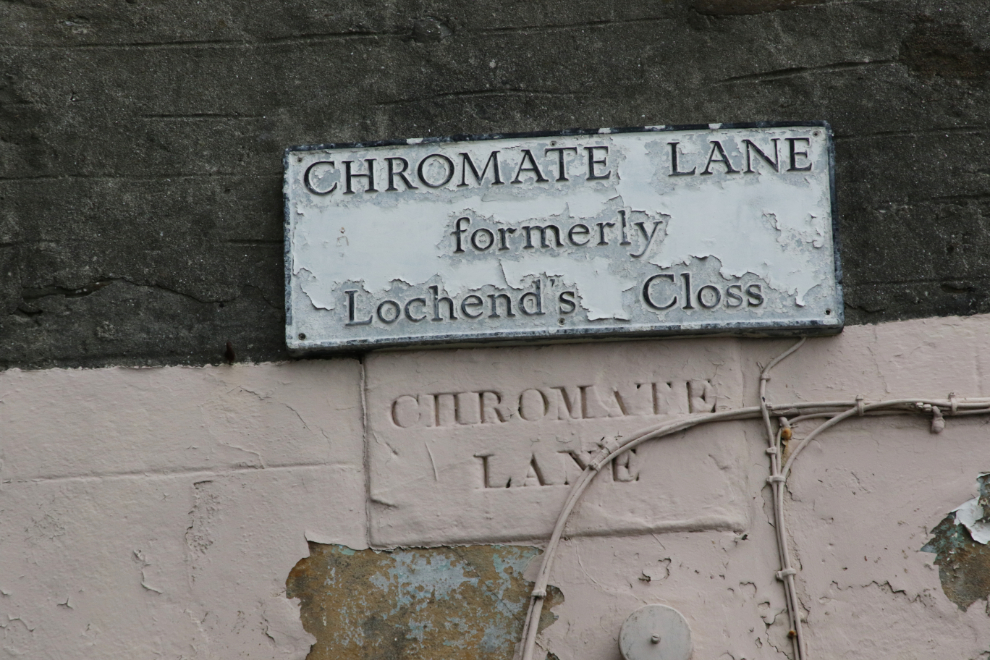 CHROMATE LANE
formerly
Lochend's Closs
CHROMATE
LANE